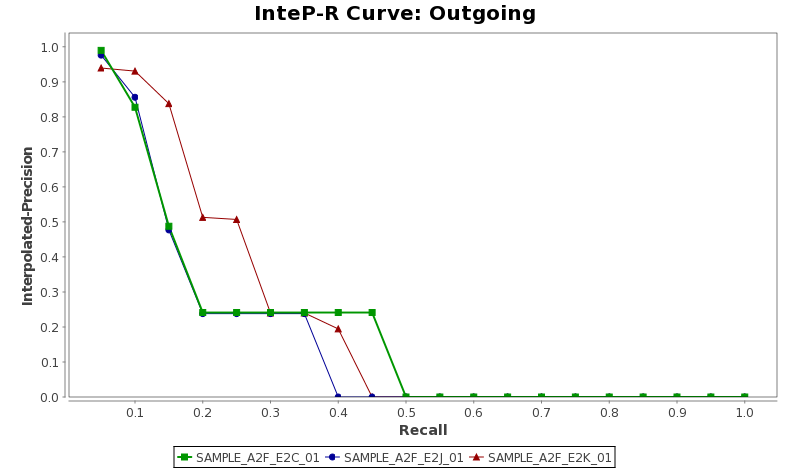 InteP-R Curve: Outgoing
Interpolated-Precision
1.0
0.9
0.8
0.7
0.6
0.5
0.4
0.3
0.2
0.1
0.0
0.1 0.2 0.3 0.4 0.5 0.6 0.7 0.8 0.9 1.0
Recall
SAMPLE_A2F_E2C_01 SAMPLE_A2F_E2J_01 SAMPLE_A2F_E2K_01